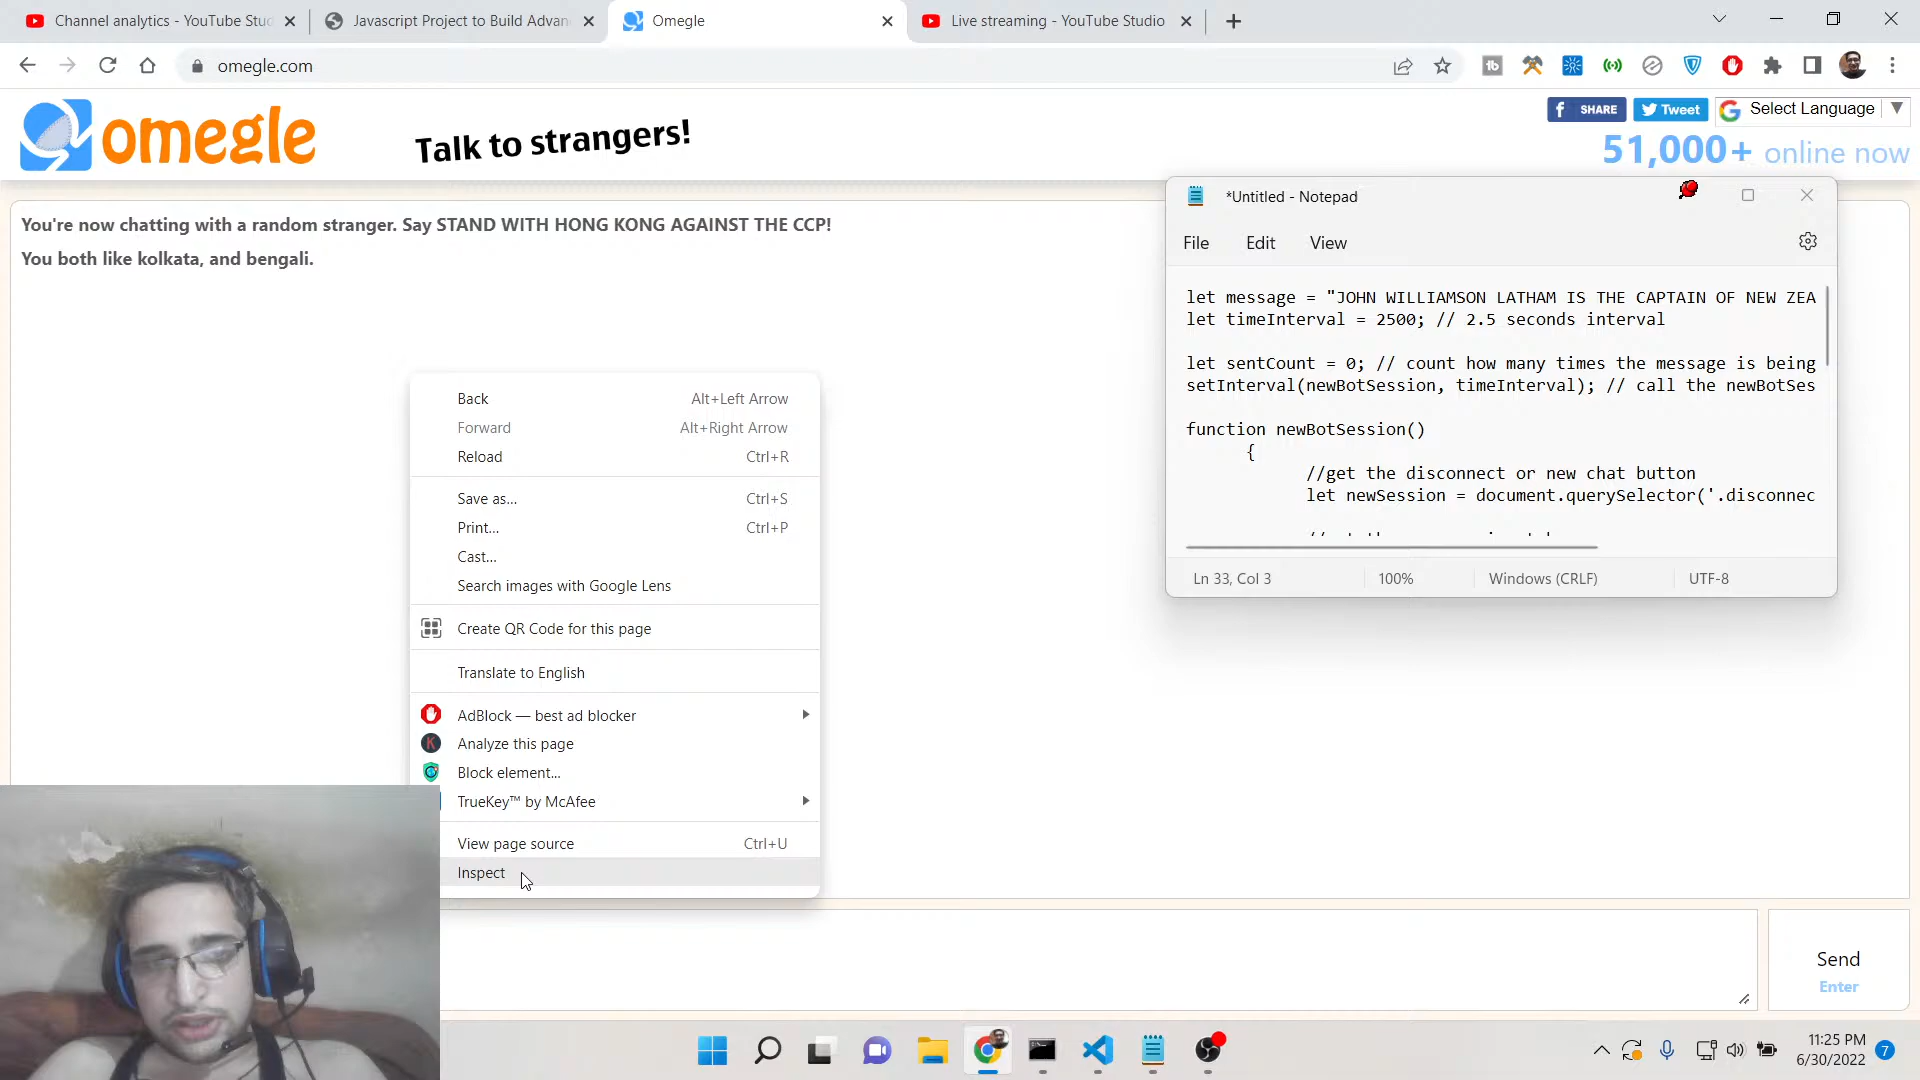 Channel analytics - YouTube Stud
Javascript Project to Build Advan
Omegle
Live streaming - YouTube Studio
omegle.com
omegle
Talk to strangers!
SHARE
Tweet
Select Language
51,000+ online now
You're now chatting with a random stranger. Say STAND WITH HONG KONG AGAINST THE CCP!
You both like kolkata, and bengali.
*Untitled - Notepad
File Edit View
let message = "JOHN WILLIAMSON LATHAM IS THE CAPTAIN OF NEW ZEA
let timeInterval = 2500; // 2.5 seconds interval
let sentCount = 0; // count how many times the message is being
setInterval(newBotSession, timeInterval); // call the newBotSes
function newBotSession()
{
//get the disconnect or new chat button
let newSession = document.querySelector('.disconnec
Ln 33, Col 3 100% Windows (CRLF) UTF-8
Back Alt+Left Arrow
Forward Alt+Right Arrow
Reload Ctrl+R
Save as... Ctrl+S
Print... Ctrl+P
Cast...
Search images with Google Lens
Create QR Code for this page
Translate to English
AdBlock — best ad blocker
Analyze this page
Block element...
TrueKey™ by McAfee
View page source Ctrl+U
Inspect
Send
Enter
11:25 PM
6/30/2022
7